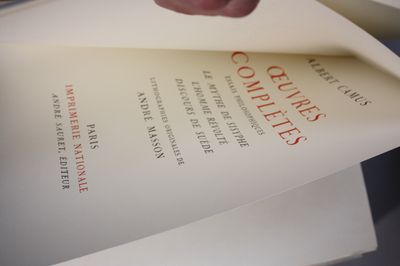 ALBERT CAMUS
ŒUVRES
COMPLÈTES
ESSAIS PHILOSOPHIQUES
LE MYTHE DE SISYPHE
L'HOMME RÉVOLTÉ
DISCOURS DE SUÈDE
LITHOGRAPHIES ORIGINALES DE
ANDRÉ MASSON
PARIS
IMPRIMERIE NATIONALE
ANDRÉ SAURET, ÉDITEUR